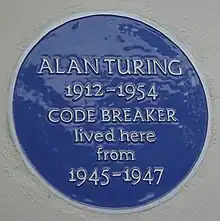 ALAN TURING
1912-1954
CODE BREAKER
lived here
from
1945-1947